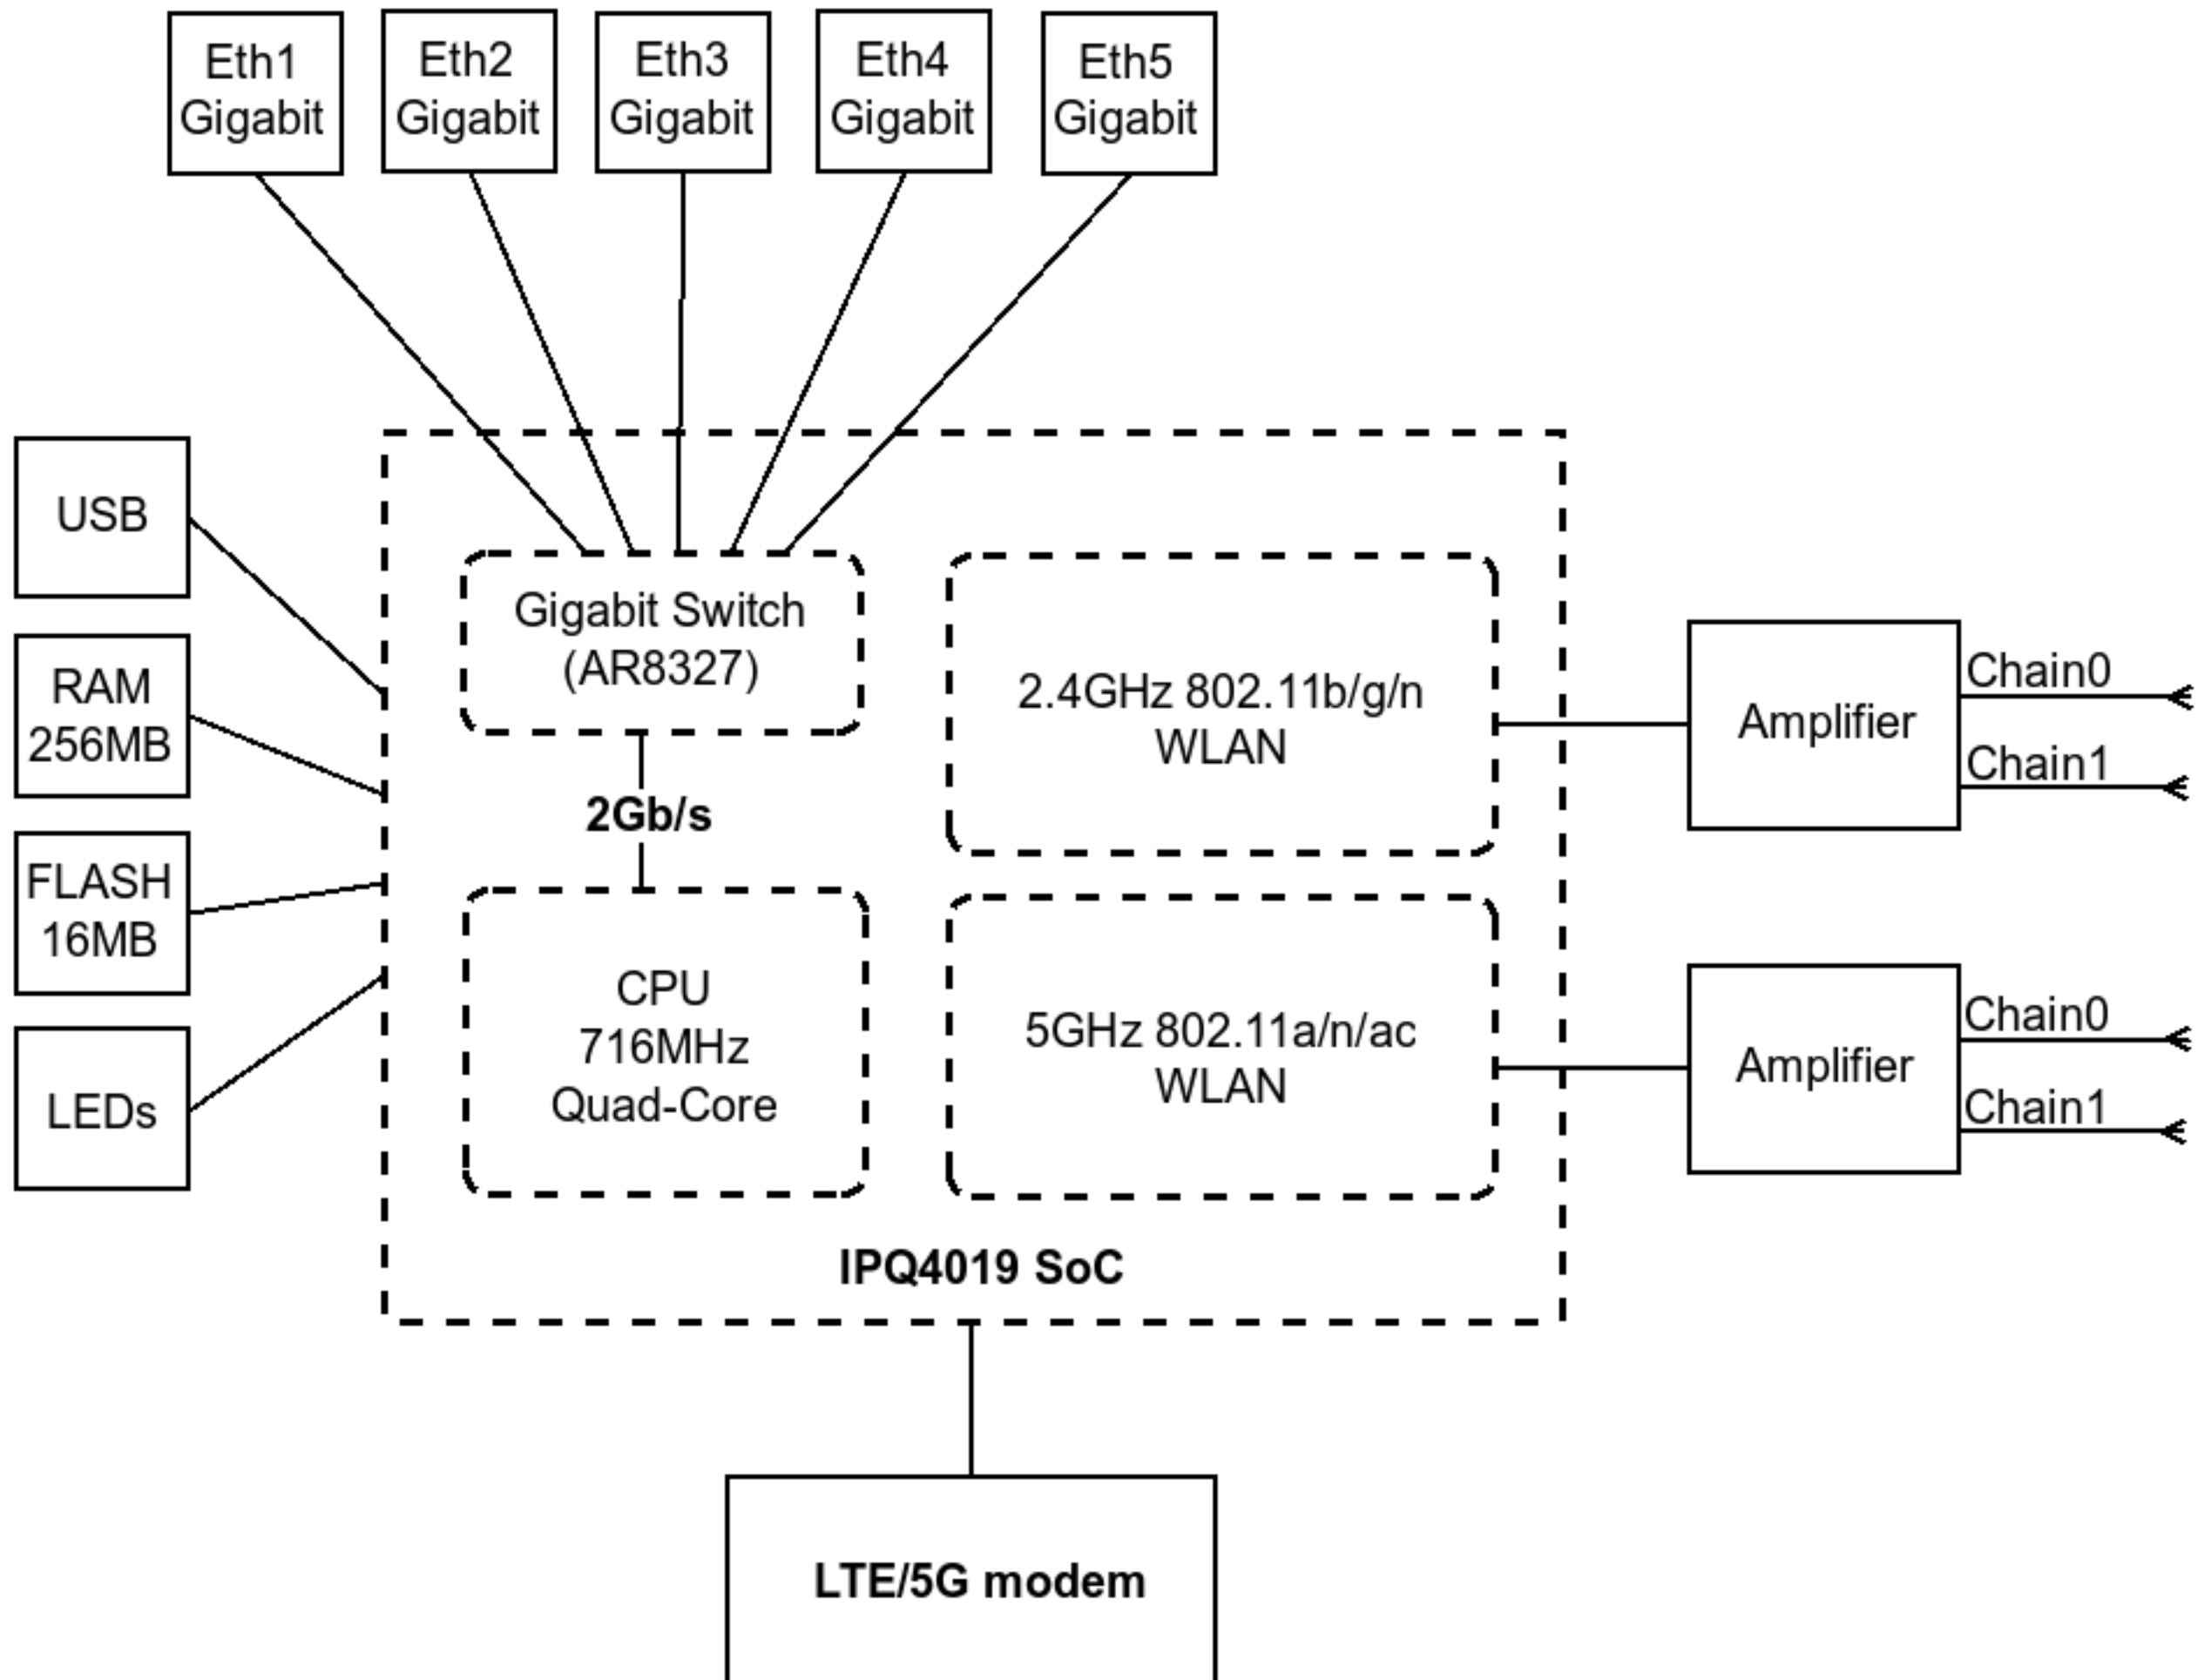 Eth1
Gigabit
Eth2
Gigabit
Eth3
Gigabit
Eth4
Gigabit
Eth5
Gigabit
USB
RAM
256MB
FLASH
16MB
LEDs
Gigabit Switch
(AR8327)
2Gb/s
CPU
716MHz
Quad-Core
2.4GHz 802.11b/g/n
WLAN
5GHz 802.11a/n/ac
WLAN
IPQ4019 SoC
Amplifier
Chain0
Chain1
Amplifier
Chain0
Chain1
LTE/5G modem